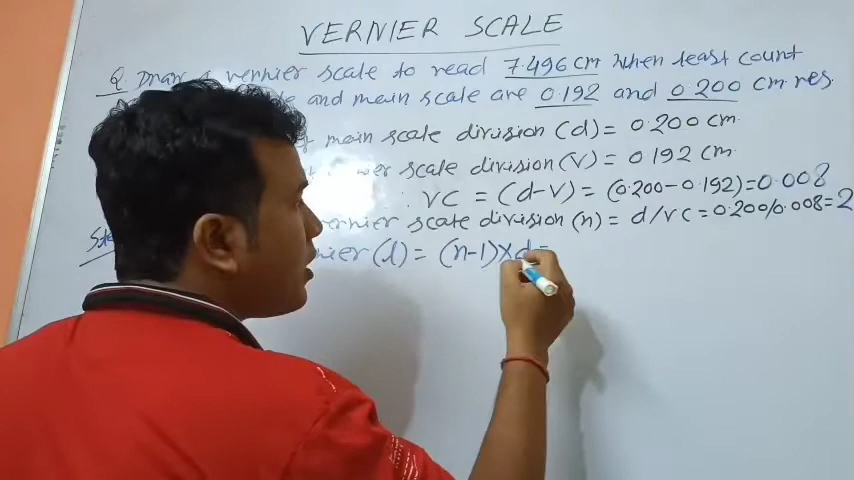 VERNIER SCALE
Q. Draw a vernier scale to read 7.496 cm when least count
and main scale are 0.192 and 0.200 cm res.
main scale division (d) = 0.200 cm
scale division (v) = 0.192 cm
: VC = (d-v) = (0.200-0.192)=0.008
vernier scale division (n) = d/vc = 0.200/0.008=2
(l) = (n-1)xd =